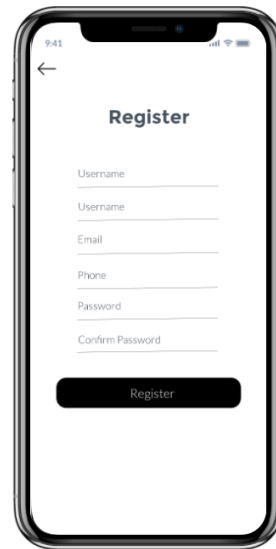 9:41
Register
Username
Username
Email
Phone
Password
Confirm Password
Register